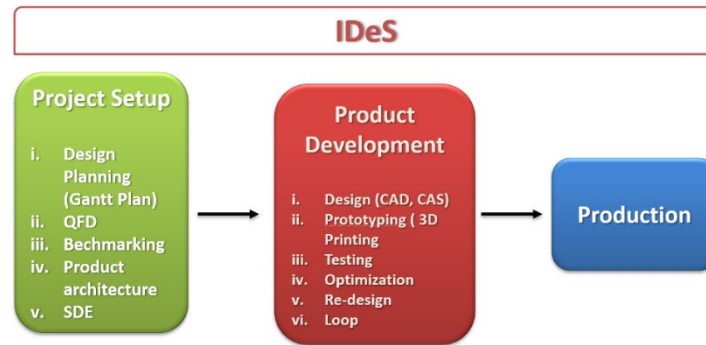 IDeS
Project Setup
i. Design
Planning
(Gantt Plan)
ii. QFD
iii. Bechmarking
iv. Product
architecture
v. SDE
Product
Development
i. Design (CAD, CAS)
ii. Prototyping ( 3D
Printing
iii. Testing
iv. Optimization
v. Re-design
vi. Loop
Production